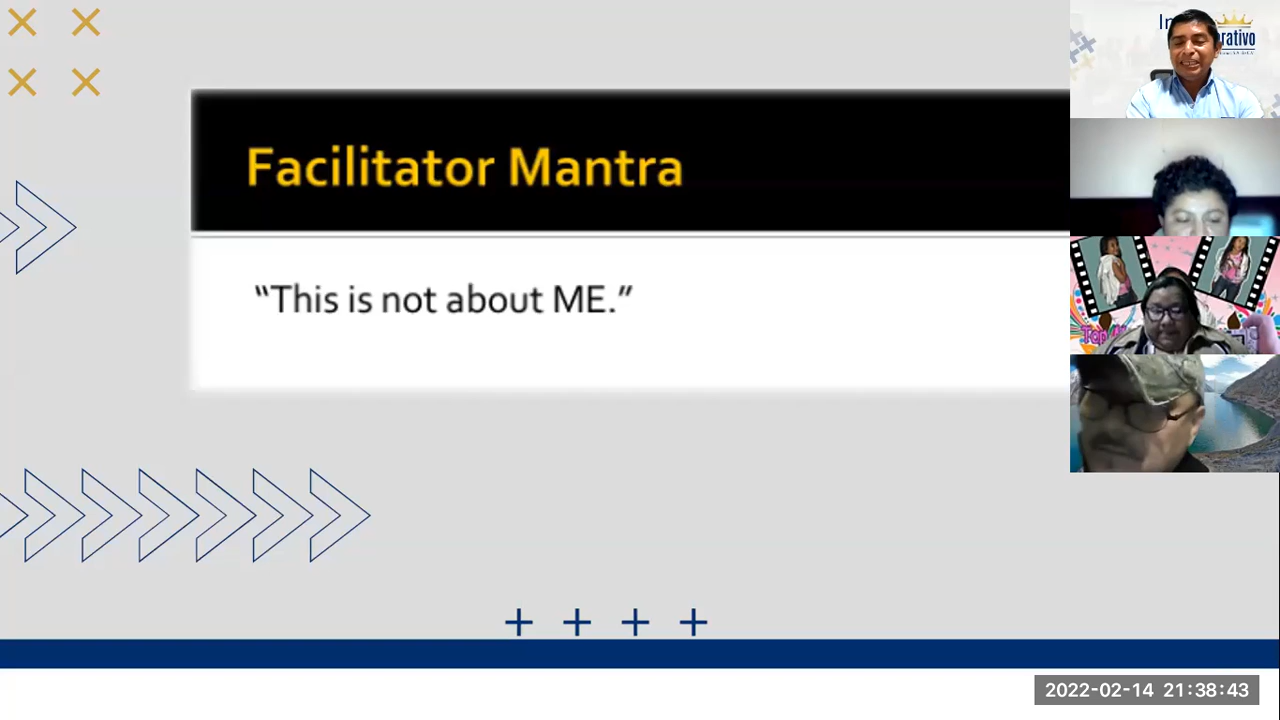 Facilitator Mantra
“This is not about ME.”
2022-02-14 21:38:43